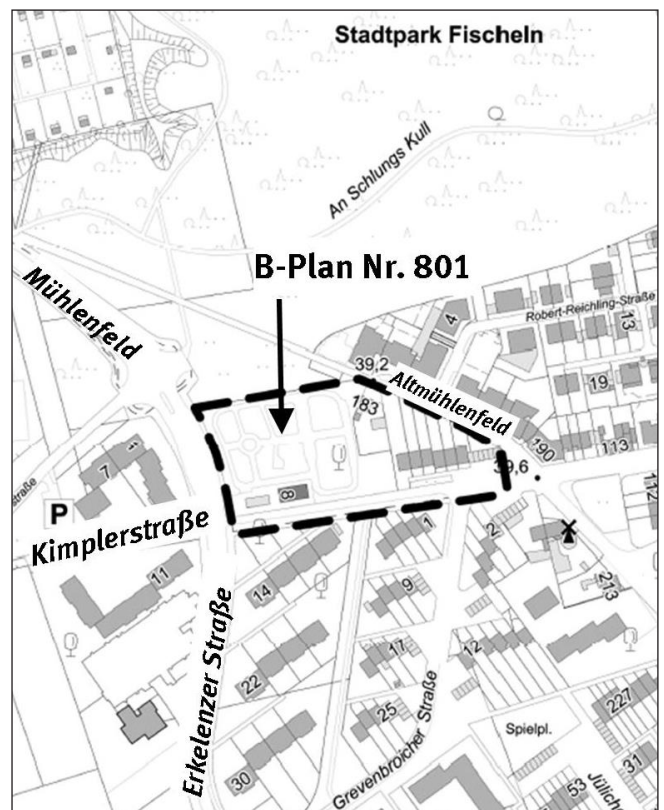 Stadtpark Fischeln
An Schlungs Kull
B-Plan Nr. 801
Mühlenfeld
Robert-Reichling-Straße
4
13
39,2
Altmühlenfeld
19
183
190
113
39,6
7
1
8
112
P
Kimplerstraße
1
2
11
14
9
213
Erkelenzer Straße
17
12
22
25
227
Spielpl.
Grevenbroicher Straße
30
53
31
Jülich